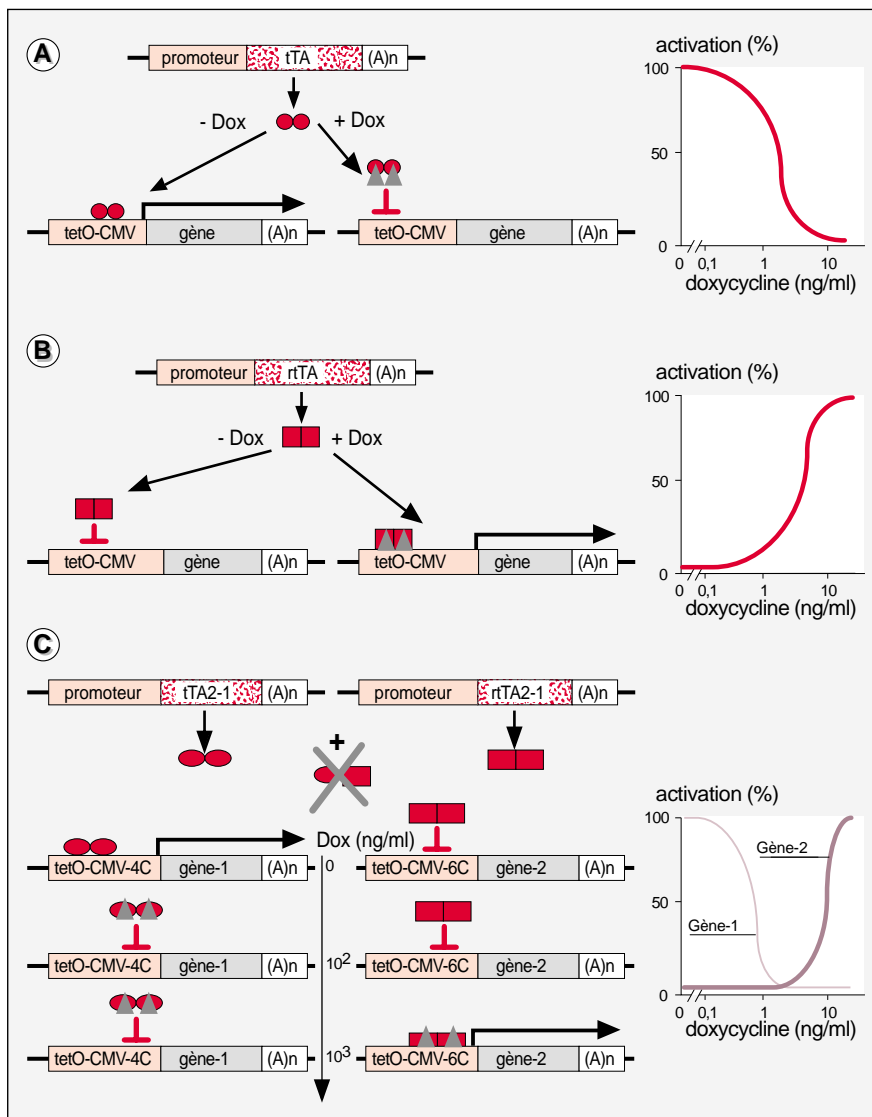 A
promoteur tTA (A)n
- Dox + Dox
tetO-CMV gène (A)n
tetO-CMV gène (A)n
activation (%)
100
50
0
0 0,1 1 10
doxycycline (ng/ml)
B
promoteur rtTA (A)n
- Dox + Dox
tetO-CMV gène (A)n
tetO-CMV gène (A)n
activation (%)
100
50
0
0 0,1 1 10
doxycycline (ng/ml)
C
promoteur tTA2-1 (A)n
promoteur rtTA2-1 (A)n
+
Dox (ng/ml)
tetO-CMV-4C gène-1 (A)n
0
tetO-CMV-6C gène-2 (A)n
tetO-CMV-4C gène-1 (A)n
10²
tetO-CMV-6C gène-2 (A)n
tetO-CMV-4C gène-1 (A)n
10³
tetO-CMV-6C gène-2 (A)n
activation (%)
100
50
0
Gène-2
Gène-1
0 0,1 1 10
doxycycline (ng/ml)